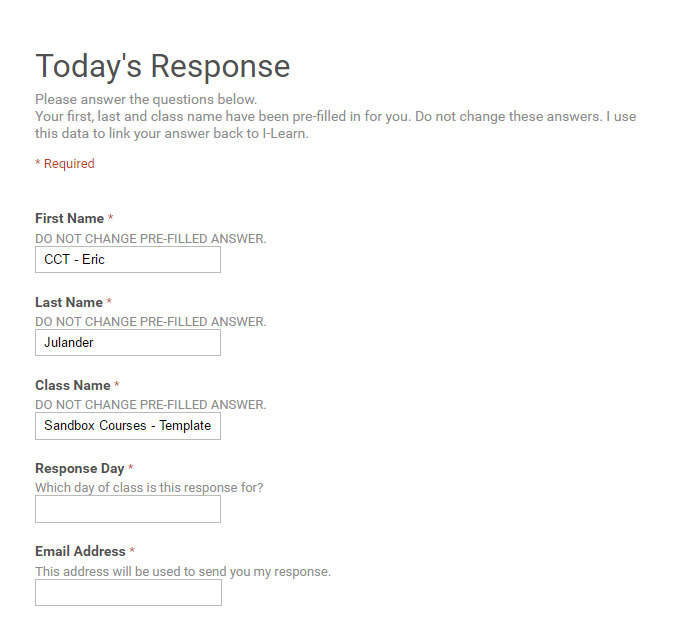 Today's Response
Please answer the questions below.
Your first, last and class name have been pre-filled in for you. Do not change these answers. I use
this data to link your answer back to I-Learn.
* Required
First Name *
DO NOT CHANGE PRE-FILLED ANSWER.
CCT - Eric
Last Name *
DO NOT CHANGE PRE-FILLED ANSWER.
Julander
Class Name *
DO NOT CHANGE PRE-FILLED ANSWER.
Sandbox Courses - Template
Response Day *
Which day of class is this response for?
Email Address *
This address will be used to send you my response.